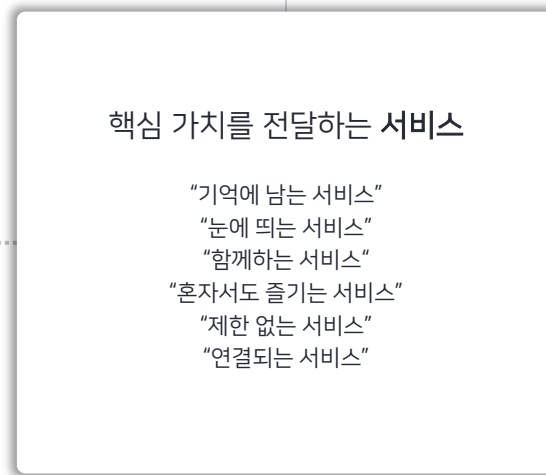 핵심 가치를 전달하는 서비스
“기억에 남는 서비스”
“눈에 띄는 서비스”
“함께하는 서비스“
“혼자서도 즐기는 서비스”
“제한 없는 서비스”
“연결되는 서비스”